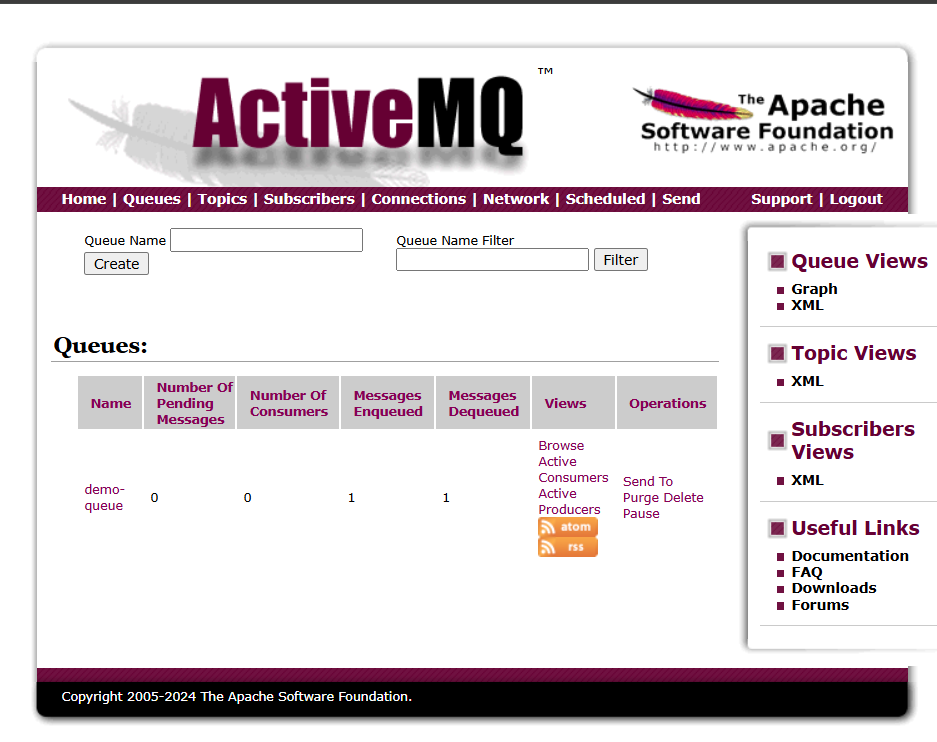 ActiveMQ ™
The Apache
Software Foundation
http://www.apache.org/
Home | Queues | Topics | Subscribers | Connections | Network | Scheduled | Send
Support | Logout
Queue Name
Create
Queue Name Filter
Filter
Queues:
Name
Number Of
Pending
Messages
Number Of
Consumers
Messages
Enqueued
Messages
Dequeued
Views
Operations
demo-
queue
0
0
1
1
Browse
Active
Consumers
Active
Producers
atom
rss
Send To
Purge Delete
Pause
Queue Views
Graph
XML
Topic Views
XML
Subscribers
Views
XML
Useful Links
Documentation
FAQ
Downloads
Forums
Copyright 2005-2024 The Apache Software Foundation.